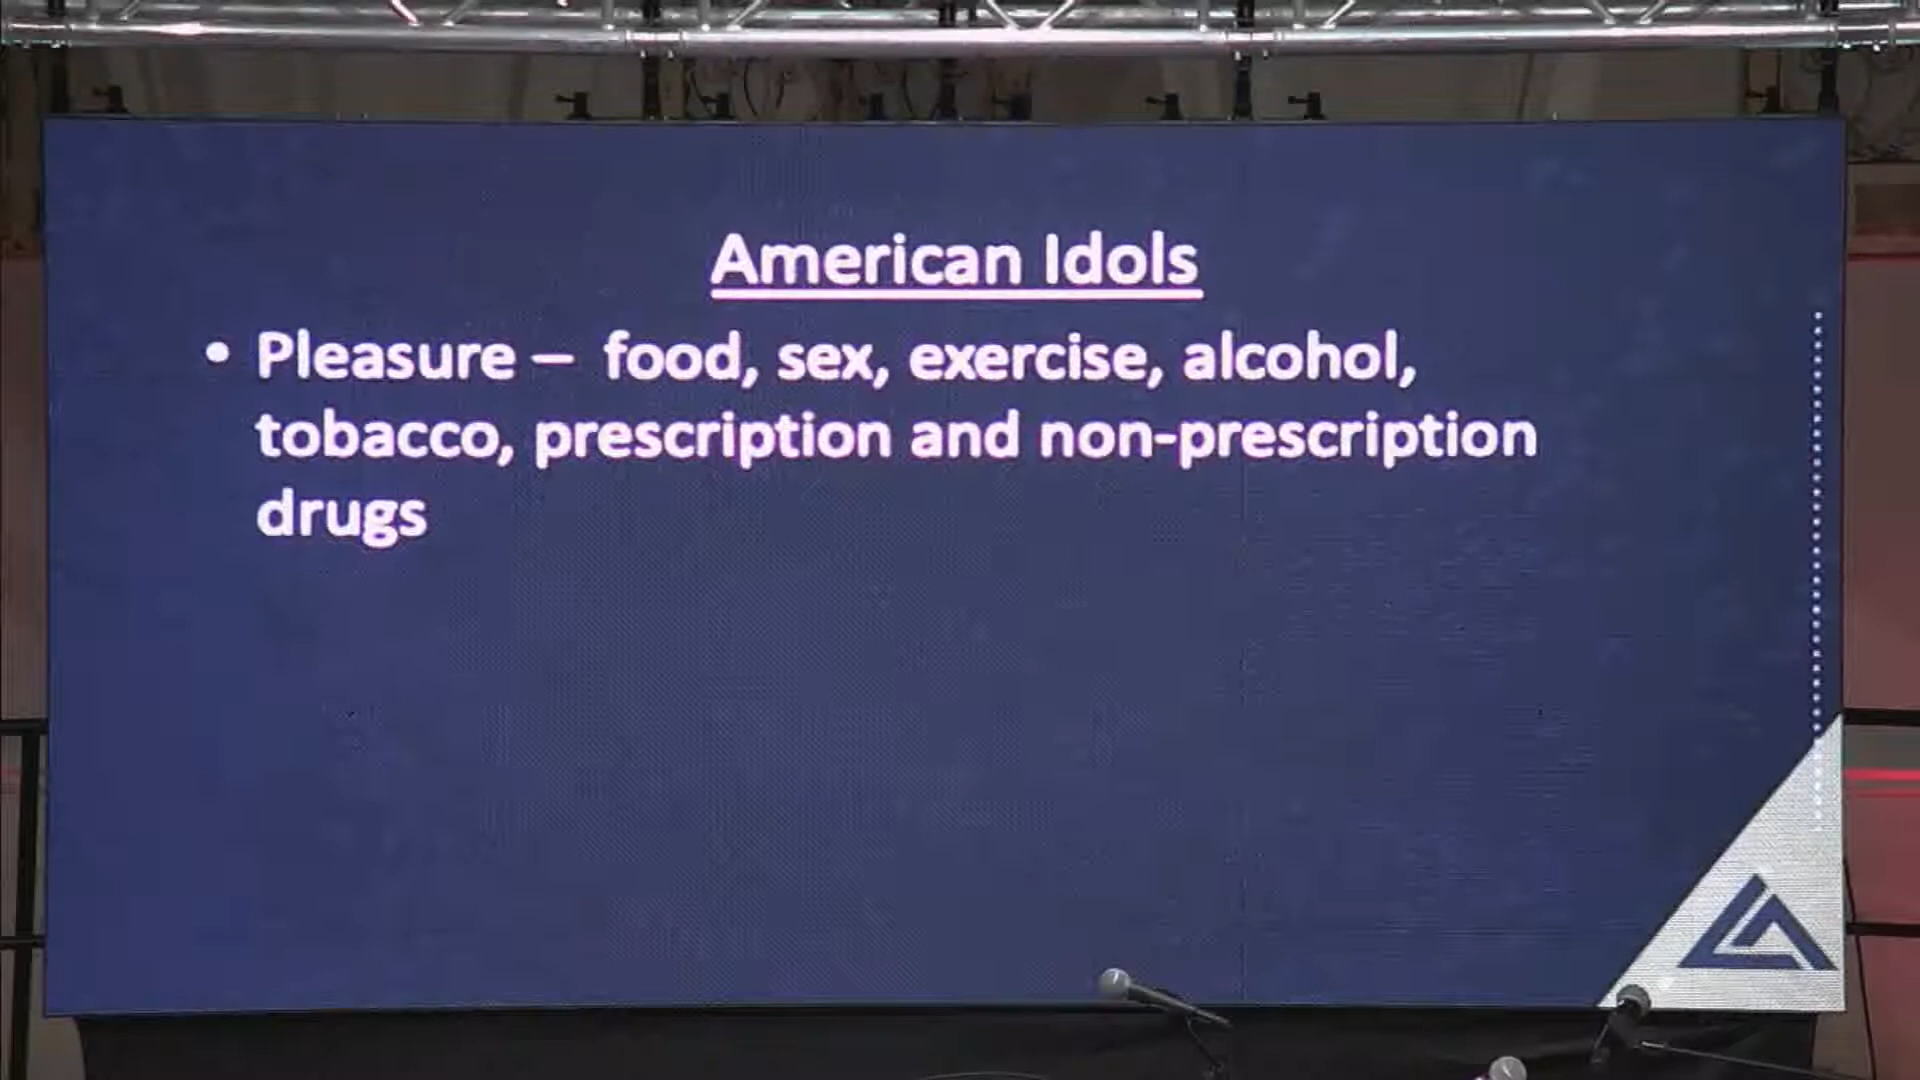 American Idols
• Pleasure – food, sex, exercise, alcohol,
tobacco, prescription and non-prescription
drugs